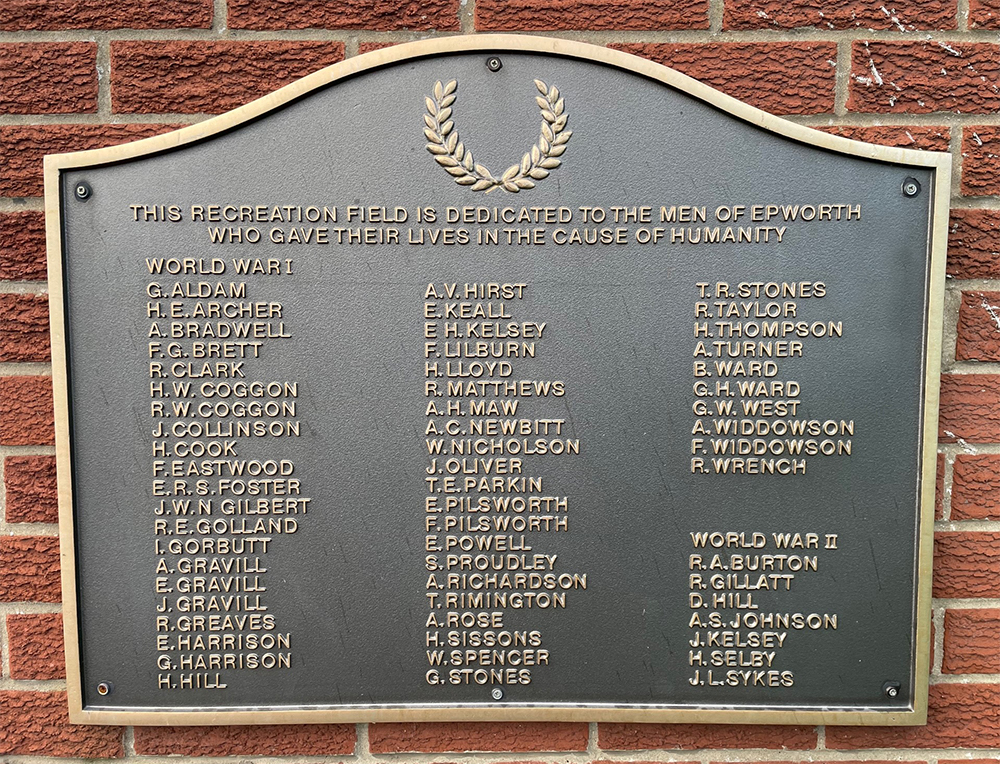 THIS RECREATION FIELD IS DEDICATED TO THE MEN OF EPWORTH
WHO GAVE THEIR LIVES IN THE CAUSE OF HUMANITY
WORLD WAR I
G. ALDAM
H. E. ARCHER
A. BRADWELL
F. G. BRETT
R. CLARK
H. W. COGGON
R. W. COGGON
J. COLLINSON
H. COOK
F. EASTWOOD
E. R. S. FOSTER
J. W. N GILBERT
R. E. GOLLAND
I. GORBUTT
A. GRAVILL
E. GRAVILL
J. GRAVILL
R. GREAVES
E. HARRISON
G. HARRISON
H. HILL
A. V. HIRST
E. KEALL
E H. KELSEY
F. LILBURN
H. LLOYD
R. MATTHEWS
A. H. MAW
A. C. NEWBITT
W. NICHOLSON
J. OLIVER
T. E. PARKIN
E. PILSWORTH
F. PILSWORTH
E. POWELL
S. PROUDLEY
A. RICHARDSON
T. RIMINGTON
A. ROSE
H. SISSONS
W. SPENCER
G. STONES
T. R. STONES
R. TAYLOR
H. THOMPSON
A. TURNER
B. WARD
G. H. WARD
G. W. WEST
A. WIDDOWSON
F. WIDDOWSON
R. WRENCH
WORLD WAR II
R. A. BURTON
R. GILLATT
D. HILL
A. S. JOHNSON
J. KELSEY
H. SELBY
J. L. SYKES